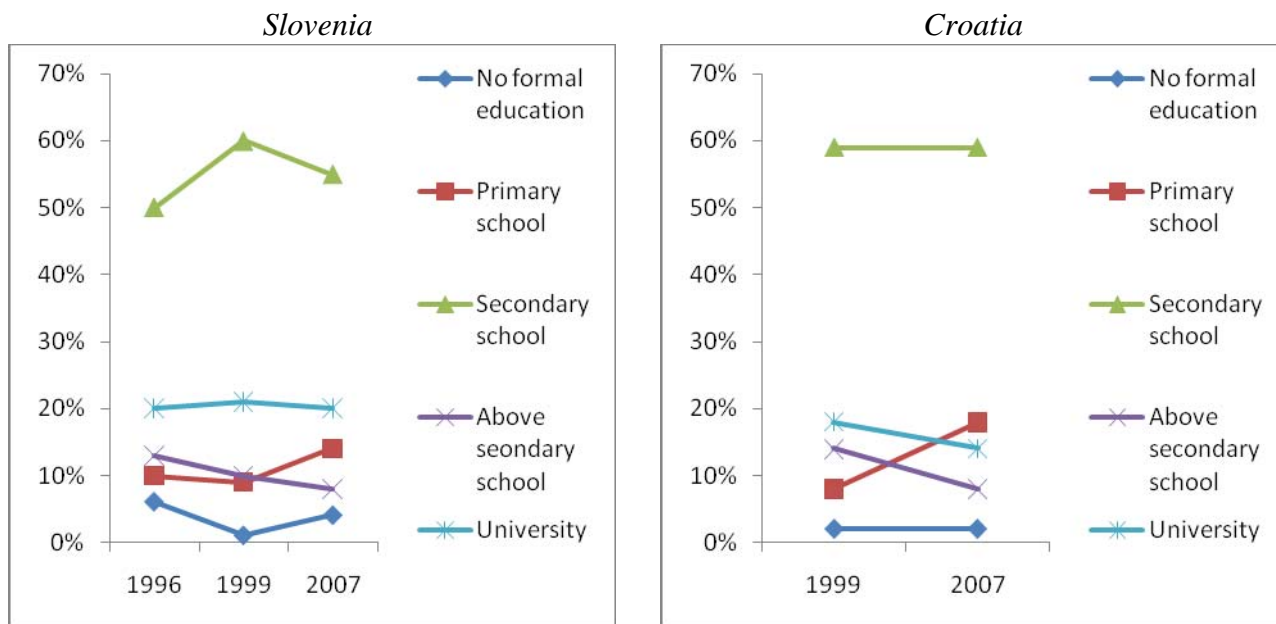 Slovenia
70%
60%
50%
40%
30%
20%
10%
0%
1996 1999 2007
No formal
education
Primary
school
Secondary
school
Above
seondary
school
University
Croatia
70%
60%
50%
40%
30%
20%
10%
0%
1999 2007
No formal
education
Primary
school
Secondary
school
Above
secondary
school
University